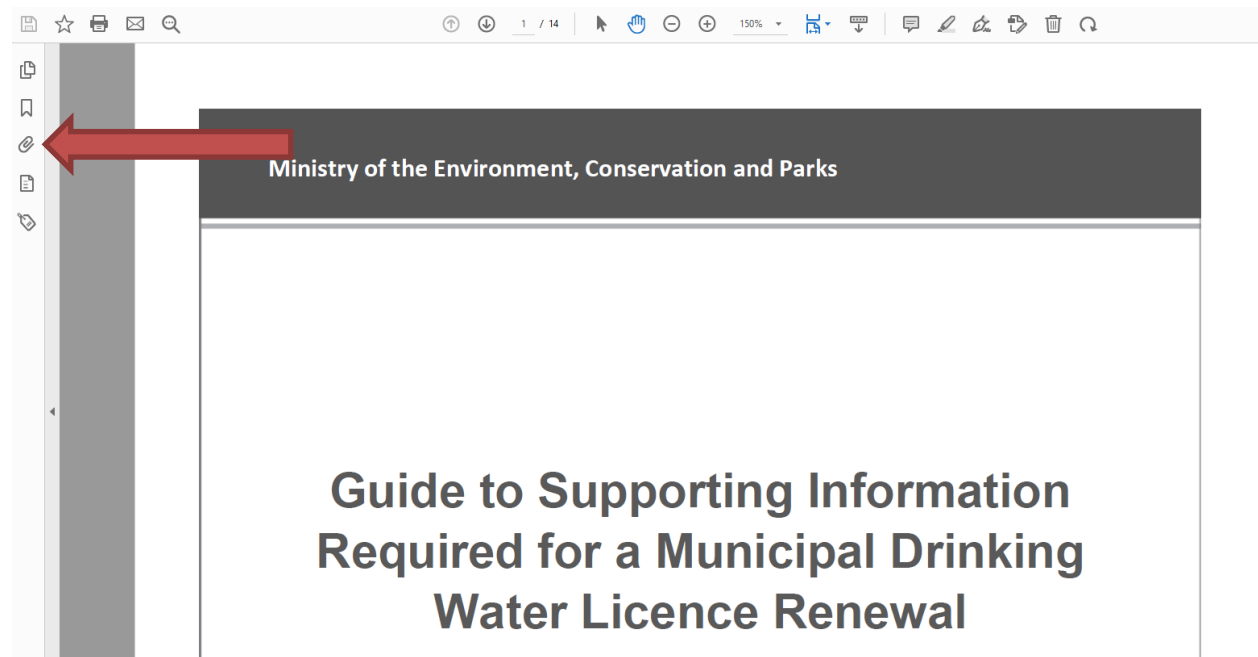 1 / 14 150%
Ministry of the Environment, Conservation and Parks
Guide to Supporting Information
Required for a Municipal Drinking
Water Licence Renewal